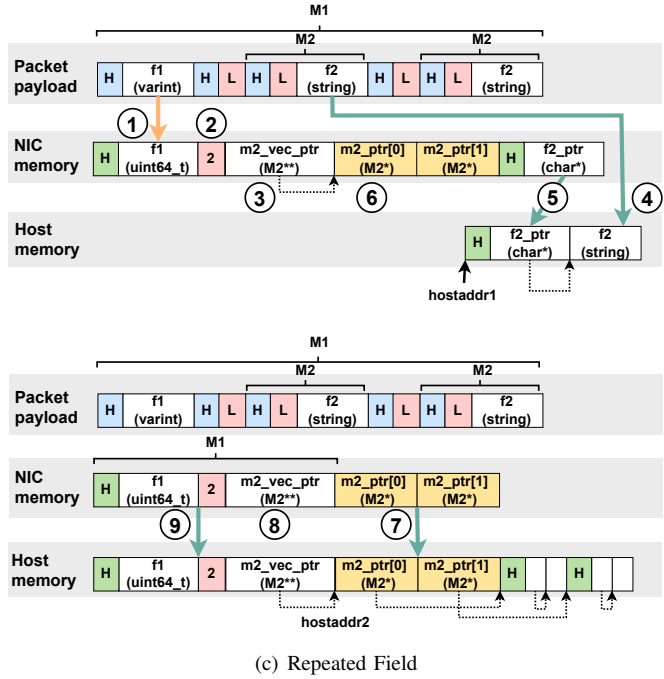 M1
M2 M2
Packet payload
H f1 (varint) H L H L f2 (string) H L H L f2 (string)
1 2
NIC memory
H f1 (uint64_t) 2 m2_vec_ptr (M2**) m2_ptr[0] (M2*) m2_ptr[1] (M2*) H f2_ptr (char*)
3 6 5 4
Host memory
H f2_ptr (char*) f2 (string)
hostaddr1
M1
M2 M2
Packet payload
H f1 (varint) H L H L f2 (string) H L H L f2 (string)
M1
NIC memory
H f1 (uint64_t) 2 m2_vec_ptr (M2**) m2_ptr[0] (M2*) m2_ptr[1] (M2*)
9 8 7
Host memory
H f1 (uint64_t) 2 m2_vec_ptr (M2**) m2_ptr[0] (M2*) m2_ptr[1] (M2*) H H
hostaddr2
(c) Repeated Field